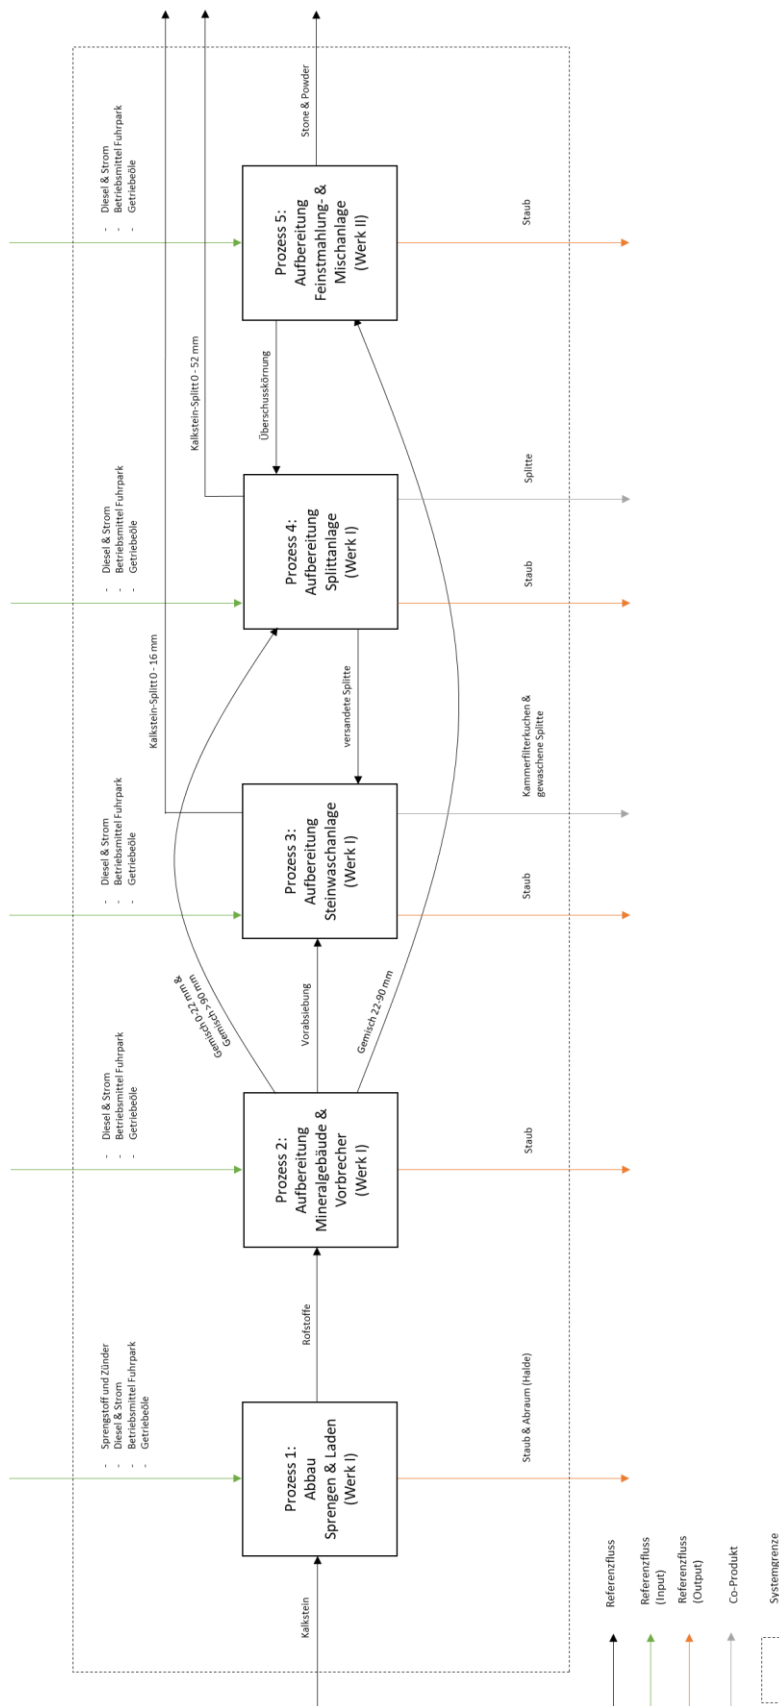 - Sprengstoff und Zünder
- Diesel & Strom
- Betriebsmittel Fuhrpark
- Getriebeöle
- Diesel & Strom
- Betriebsmittel Fuhrpark
- Getriebeöle
- Diesel & Strom
- Betriebsmittel Fuhrpark
- Getriebeöle
- Diesel & Strom
- Betriebsmittel Fuhrpark
- Getriebeöle
- Diesel & Strom
- Betriebsmittel Fuhrpark
- Getriebeöle
Kalkstein-Splitt 0 - 16 mm
Kalkstein-Splitt 0 - 52 mm
Gemisch 0-22 mm &
Gemisch >90 mm
Kalkstein
Prozess 1:
Abbau
Sprengen & Laden
(Werk I)
Rofstoffe
Prozess 2:
Aufbereitung
Mineralgebäude &
Vorbrecher
(Werk I)
Vorabsiebung
Prozess 3:
Aufbereitung
Steinwaschanlage
(Werk I)
versandete Splitte
Prozess 4:
Aufbereitung
Splittanlage
(Werk I)
Überschusskörnung
Prozess 5:
Aufbereitung
Feinstmahlung- &
Mischanlage
(Werk II)
Stone & Powder
Gemisch 22-90 mm
Staub & Abraum (Halde)
Staub
Staub
Kammerfilterkuchen &
gewaschene Splitte
Staub
Splitte
Staub
Referenzfluss
Referenzfluss
(Input)
Referenzfluss
(Output)
Co-Produkt
Systemgrenze